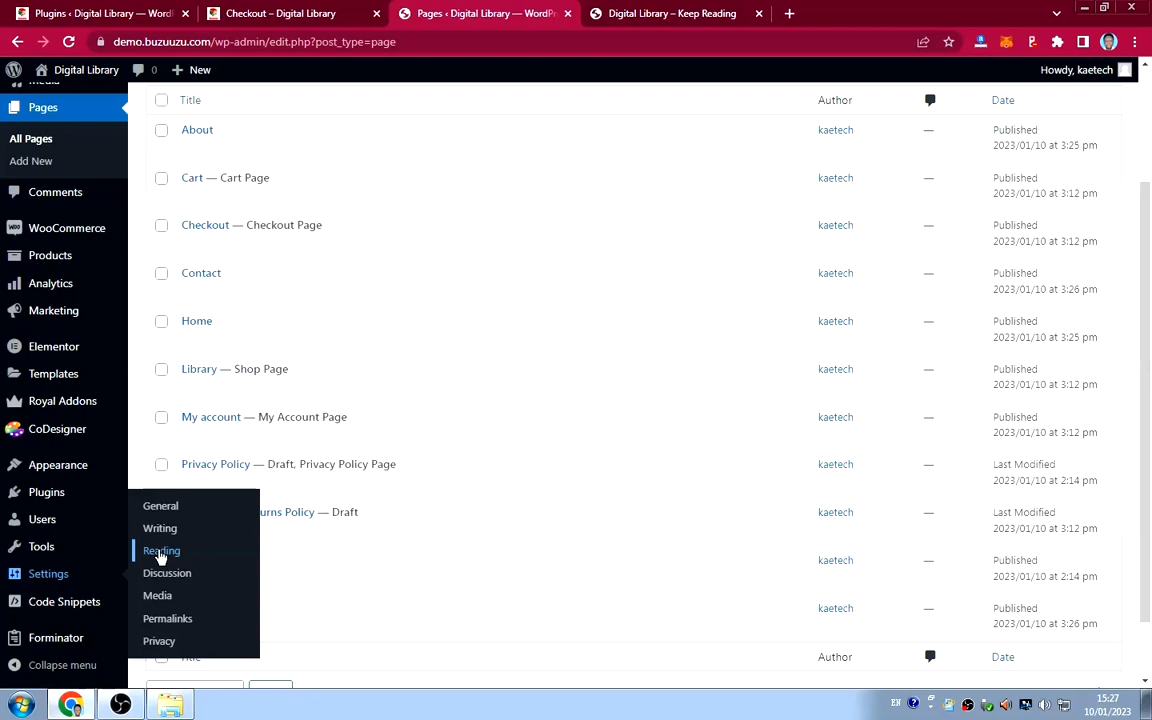 Plugins ‹ Digital Library — Word
Checkout – Digital Library
Pages ‹ Digital Library — WordPr
Digital Library – Keep Reading
demo.buzuuzu.com/wp-admin/edit.php?post_type=page
Digital Library
0
New
Howdy, kaetech
Media
Pages
All Pages
Add New
Comments
WooCommerce
Products
Analytics
Marketing
Elementor
Templates
Royal Addons
CoDesigner
Appearance
Plugins
Users
Tools
Settings
Code Snippets
Forminator
Collapse menu
General
Writing
Reading
Discussion
Media
Permalinks
Privacy
Title Author Date
About kaetech — Published
2023/01/10 at 3:25 pm
Cart — Cart Page kaetech — Published
2023/01/10 at 3:12 pm
Checkout — Checkout Page kaetech — Published
2023/01/10 at 3:12 pm
Contact kaetech — Published
2023/01/10 at 3:26 pm
Home kaetech — Published
2023/01/10 at 3:25 pm
Library — Shop Page kaetech — Published
2023/01/10 at 3:12 pm
My account — My Account Page kaetech — Published
2023/01/10 at 3:12 pm
Privacy Policy — Draft, Privacy Policy Page kaetech — Last Modified
2023/01/10 at 2:14 pm
urns Policy — Draft kaetech — Last Modified
2023/01/10 at 3:12 pm
kaetech — Published
2023/01/10 at 2:14 pm
kaetech — Published
2023/01/10 at 3:26 pm
Title Author Date
EN
15:27
10/01/2023